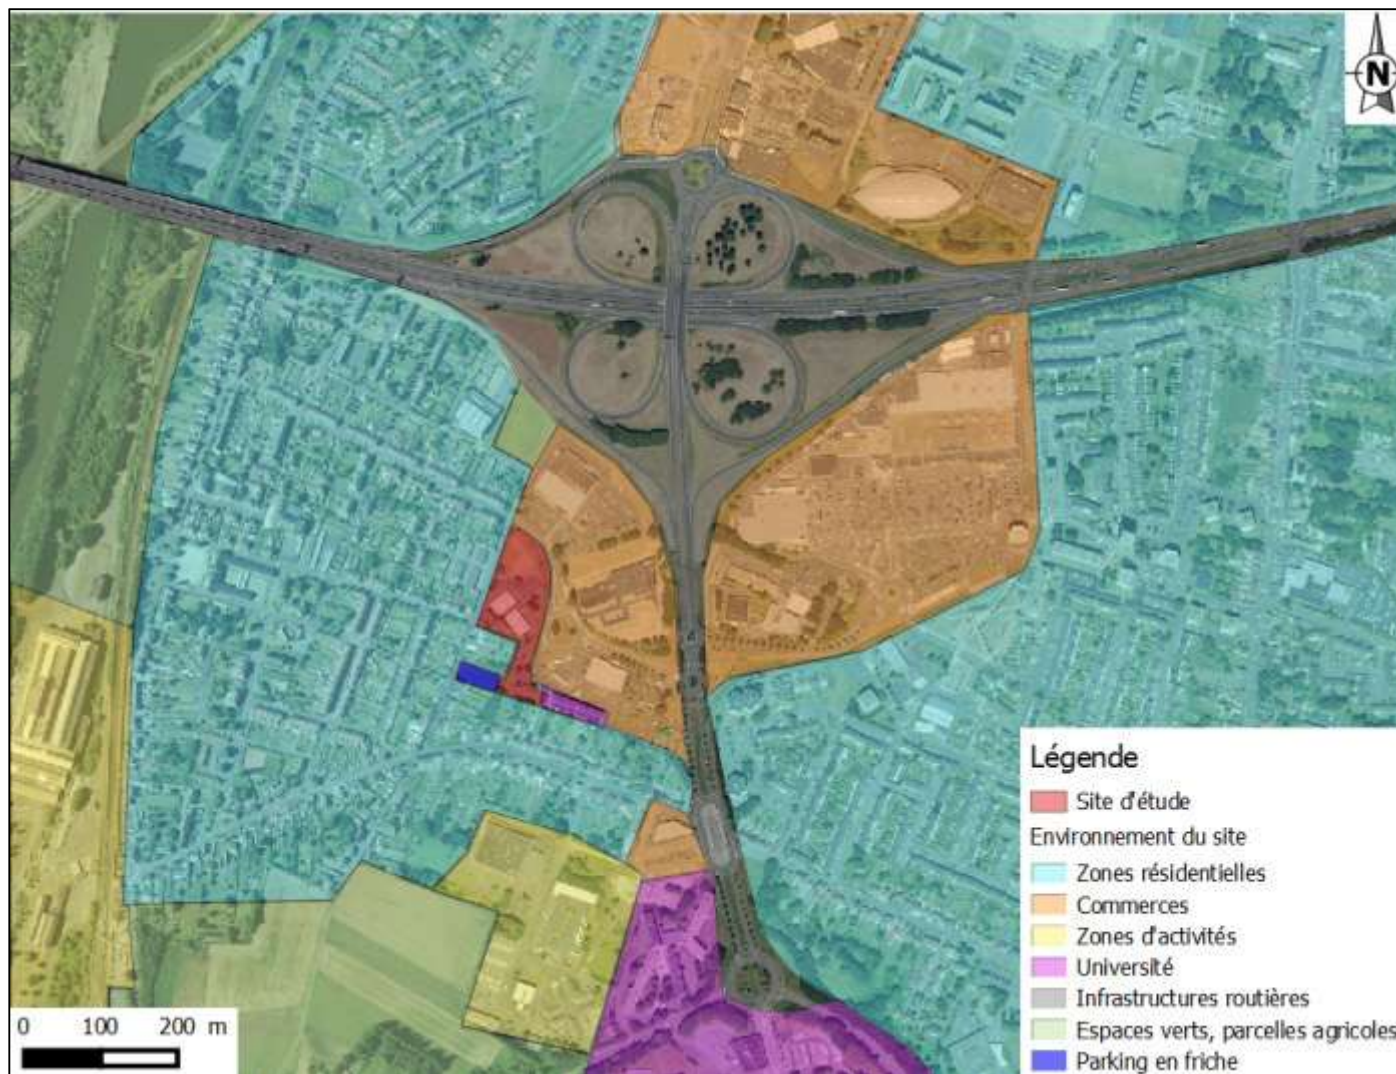 N
Légende
Site d'étude
Environnement du site
Zones résidentielles
Commerces
Zones d'activités
Université
Infrastructures routières
Espaces verts, parcelles agricoles
Parking en friche
0 100 200 m